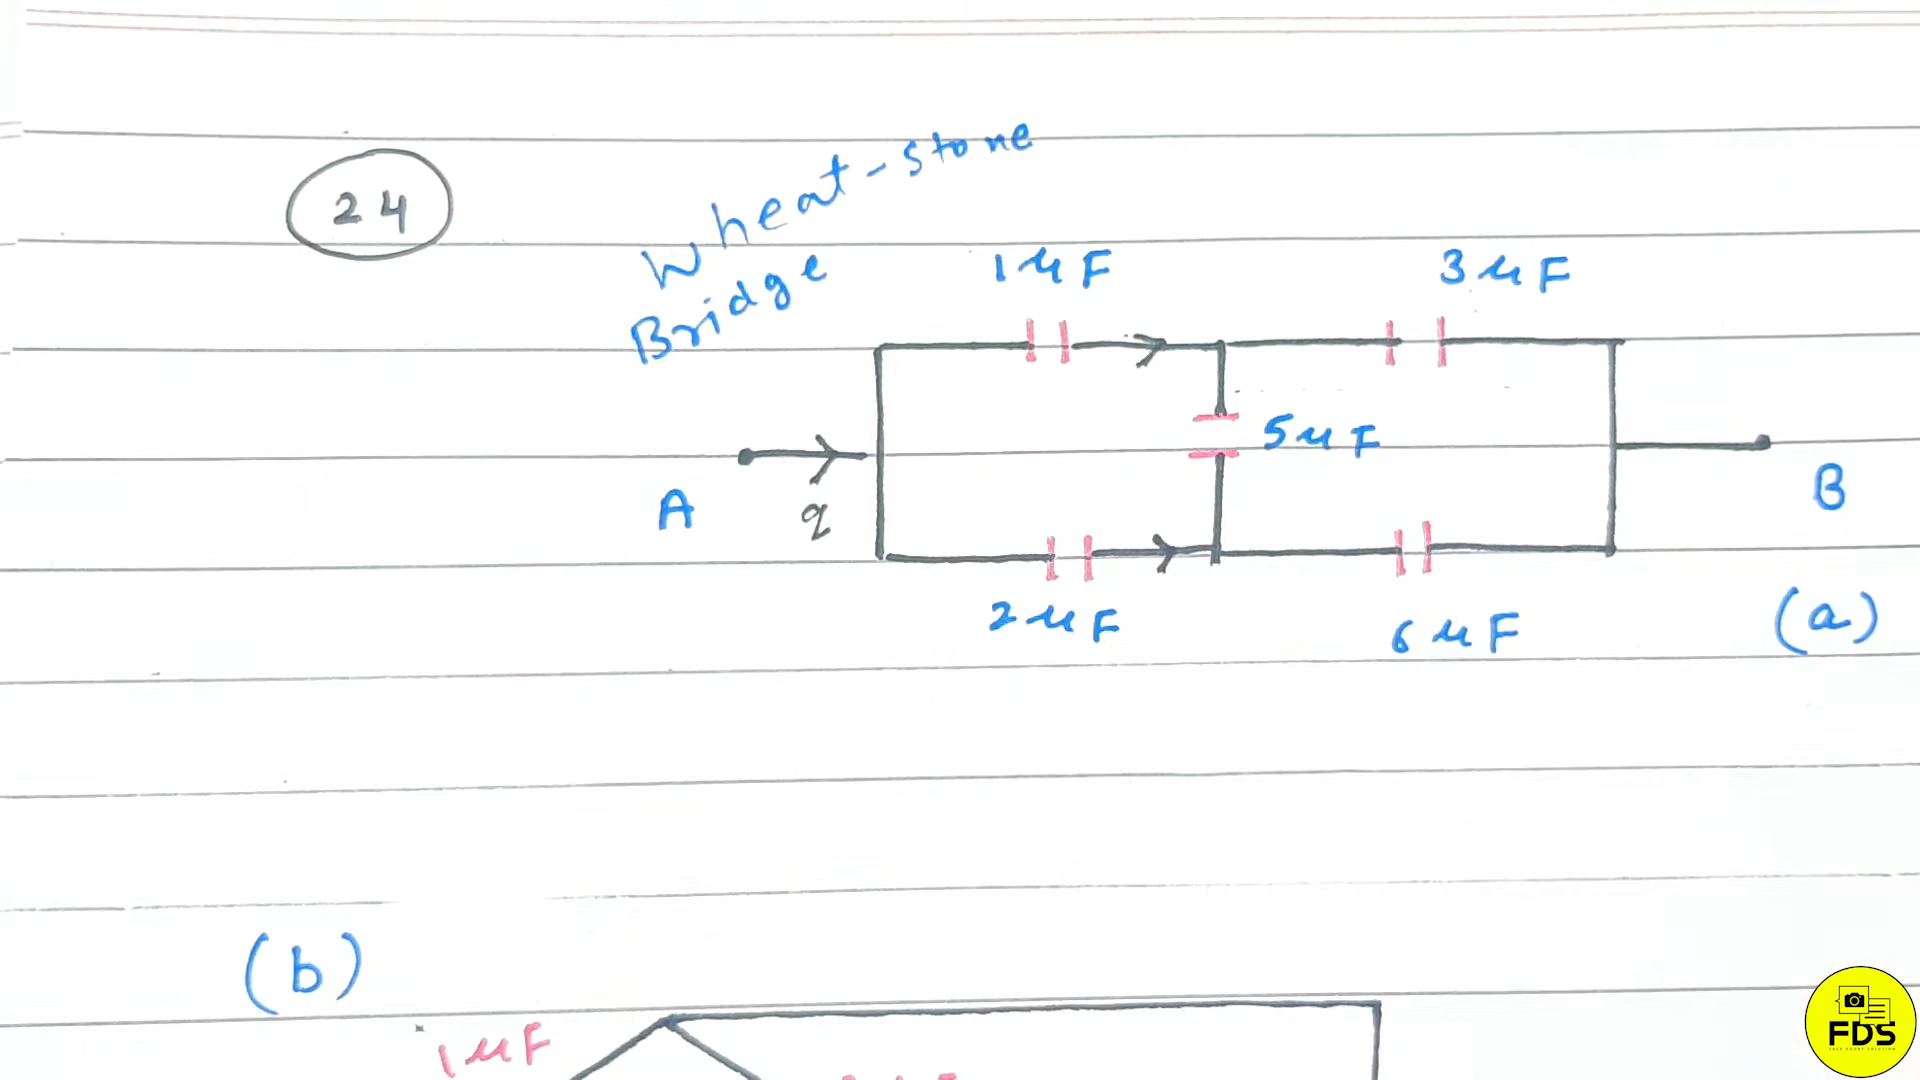 24
Wheat-stone
Bridge
1μF
3μF
5μF
A
q
B
2μF
6μF
(a)
(b)
1μF
FDS